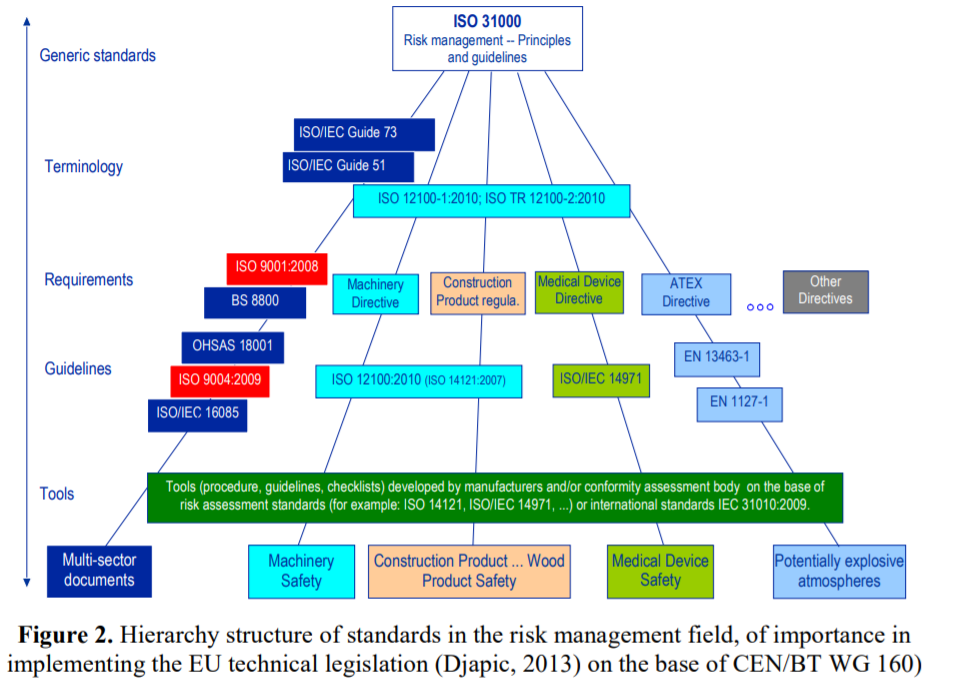 ISO 31000
Risk management -- Principles
and guidelines
Generic standards
ISO/IEC Guide 73
Terminology
ISO/IEC Guide 51
ISO 12100-1:2010; ISO TR 12100-2:2010
Requirements
ISO 9001:2008
BS 8800
Machinery
Directive
Construction
Product regula.
Medical Device
Directive
ATEX
Directive
Other
Directives
Guidelines
OHSAS 18001
ISO 9004:2009
ISO/IEC 16085
ISO 12100:2010 (ISO 14121:2007)
ISO/IEC 14971
EN 13463-1
EN 1127-1
Tools
Tools (procedure, guidelines, checklists) developed by manufacturers and/or conformity assessment body on the base of
risk assessment standards (for example: ISO 14121, ISO/IEC 14971, ...) or international standards IEC 31010:2009.
Multi-sector
documents
Machinery
Safety
Construction Product ... Wood
Product Safety
Medical Device
Safety
Potentially explosive
atmospheres
Figure 2. Hierarchy structure of standards in the risk management field, of importance in
implementing the EU technical legislation (Djapic, 2013) on the base of CEN/BT WG 160)